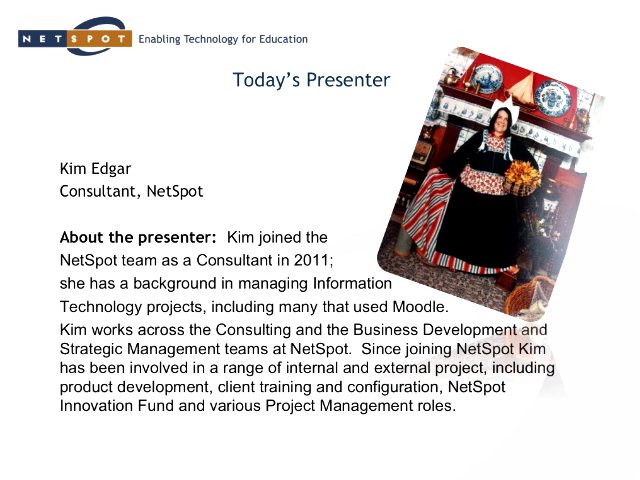 NETSPOT Enabling Technology for Education
Today's Presenter
Kim Edgar
Consultant, NetSpot
About the presenter: Kim joined the
NetSpot team as a Consultant in 2011;
she has a background in managing Information
Technology projects, including many that used Moodle.
Kim works across the Consulting and the Business Development and
Strategic Management teams at NetSpot. Since joining NetSpot Kim
has been involved in a range of internal and external project, including
product development, client training and configuration, NetSpot
Innovation Fund and various Project Management roles.